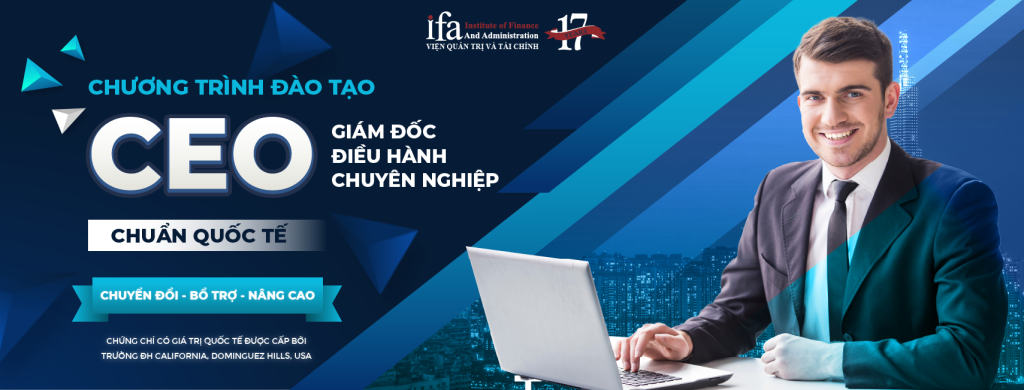 ifa Institute of Finance
And Administration
VIỆN QUẢN TRỊ VÀ TÀI CHÍNH
17
CHƯƠNG TRÌNH ĐÀO TẠO
CEO
GIÁM ĐỐC
ĐIỀU HÀNH
CHUYÊN NGHIỆP
CHUẨN QUỐC TẾ
CHUYỂN ĐỔI - BỔ TRỢ - NÂNG CAO
CHỨNG CHỈ CÓ GIÁ TRỊ QUỐC TẾ ĐƯỢC CẤP BỞI
TRƯỜNG ĐH CALIFORNIA, DOMINGUEZ HILLS, USA